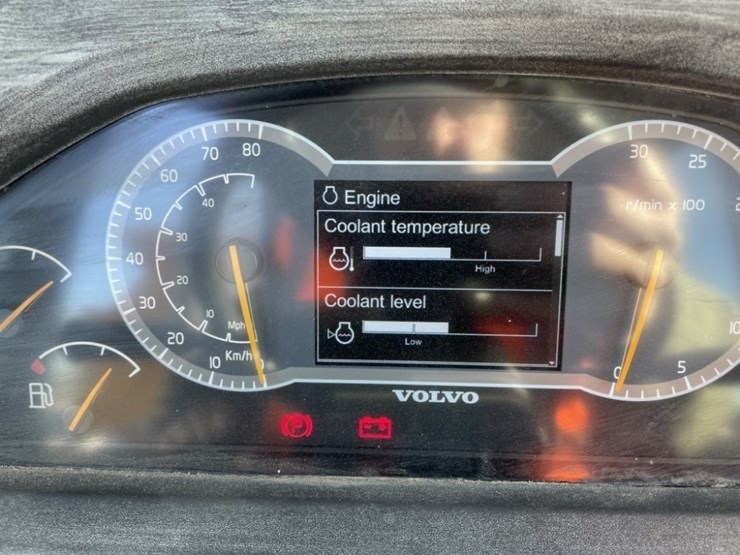 Engine
Coolant temperature
High
Coolant level
Low
80
70
60
50
40
30
20
10
Km/h
40
30
20
10
Mph
30
25
r/min x 100
10
5
0
VOLVO
P